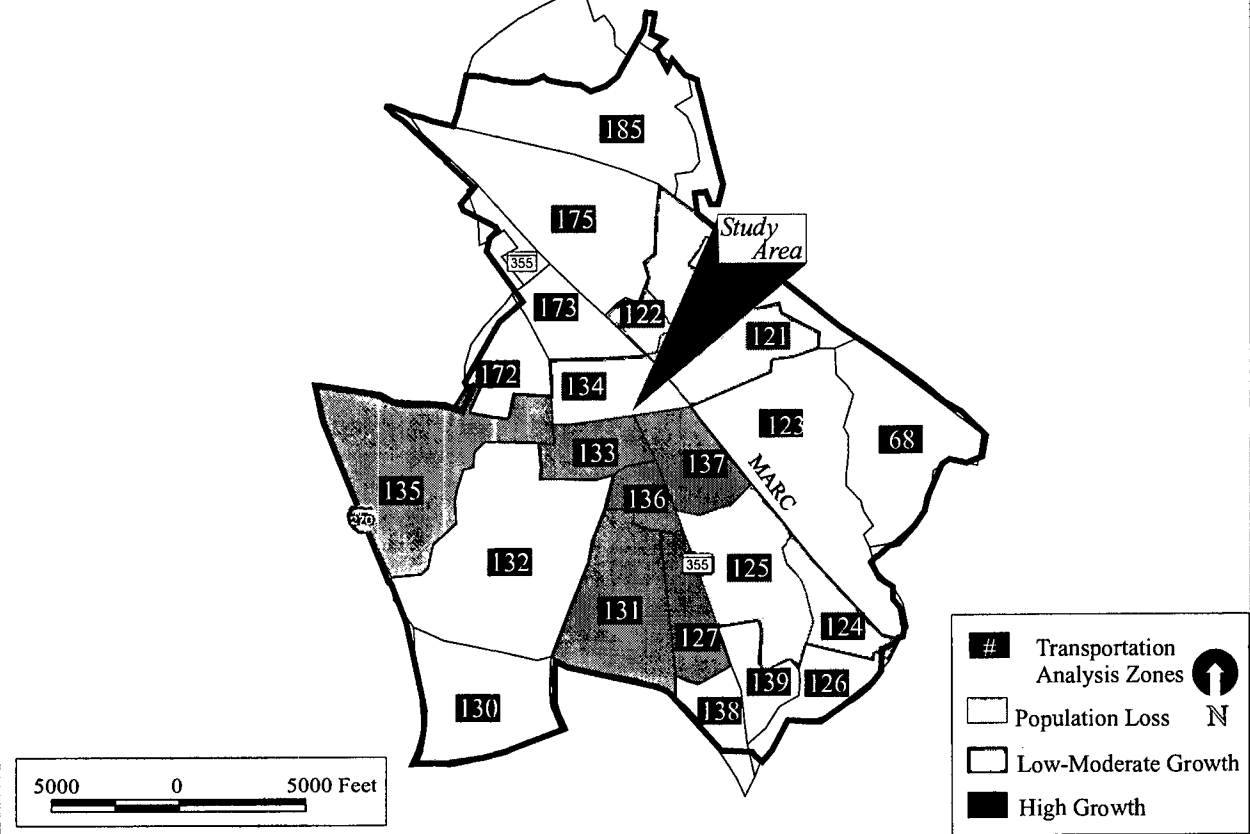 185
175
Study
Area
355
173
122
121
172
134
123
68
133
137
MARC
135
136
270
132
355
125
131
127
124
139
126
130
138
# Transportation
Analysis Zones
N
Population Loss
Low-Moderate Growth
High Growth
5000 0 5000 Feet